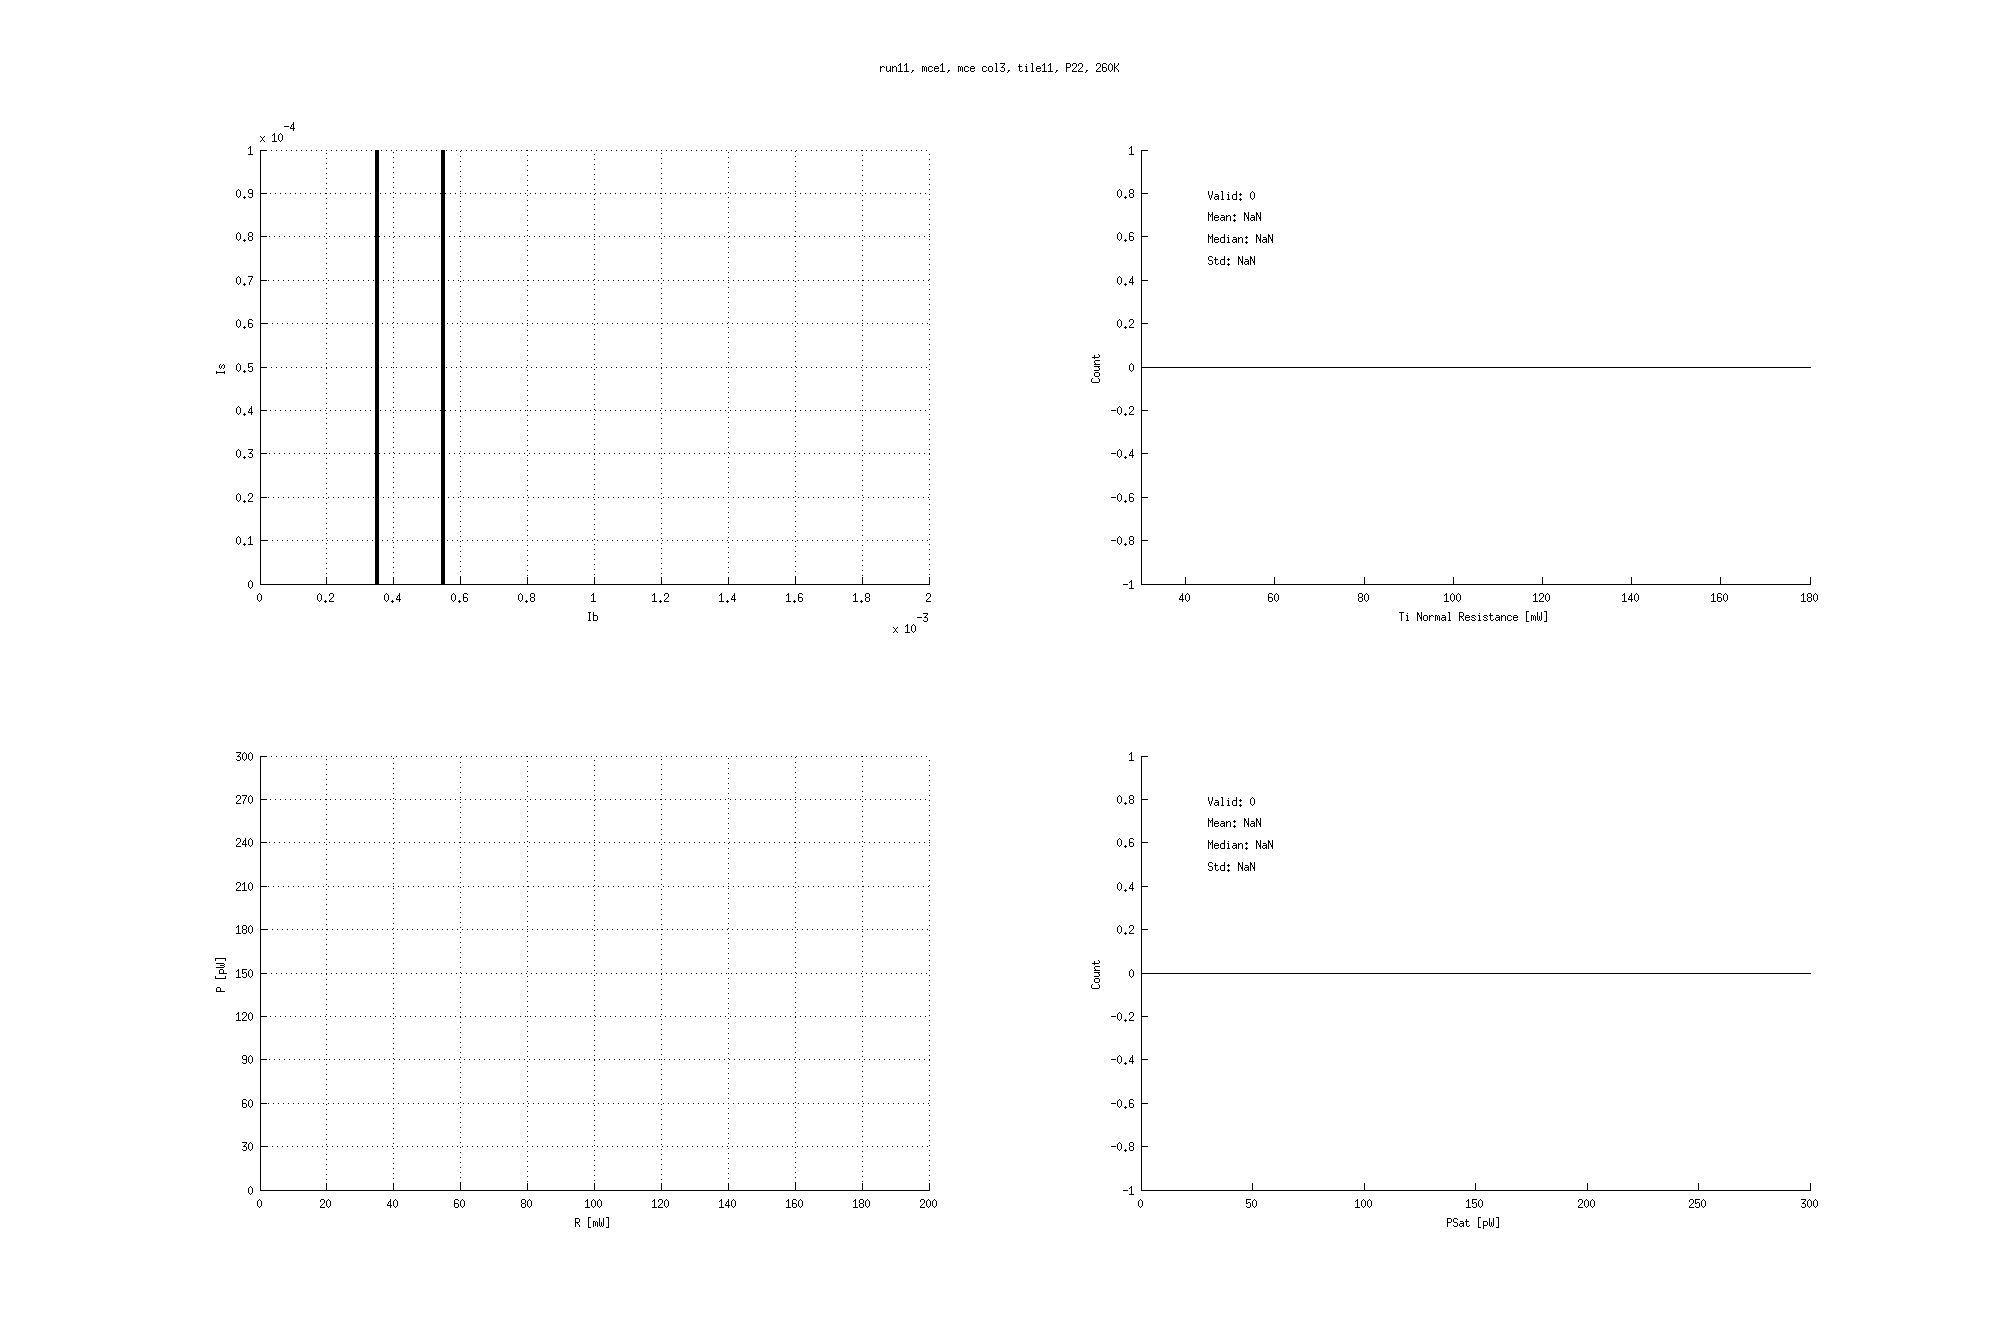 run11, mce1, mce col3, tile11, P22, 260K
x 10^-4
1
0.9
0.8
0.7
0.6
0.5
0.4
0.3
0.2
0.1
0
Is
0 0.2 0.4 0.6 0.8 1 1.2 1.4 1.6 1.8 2
Ib
x 10^-3
1
0.8
0.6
0.4
0.2
0
-0.2
-0.4
-0.6
-0.8
-1
Count
Valid: 0
Mean: NaN
Median: NaN
Std: NaN
40 60 80 100 120 140 160 180
Ti Normal Resistance [mW]
300
270
240
210
180
150
120
90
60
30
0
P [pW]
0 20 40 60 80 100 120 140 160 180 200
R [mW]
1
0.8
0.6
0.4
0.2
0
-0.2
-0.4
-0.6
-0.8
-1
Count
Valid: 0
Mean: NaN
Median: NaN
Std: NaN
0 50 100 150 200 250 300
PSat [pW]